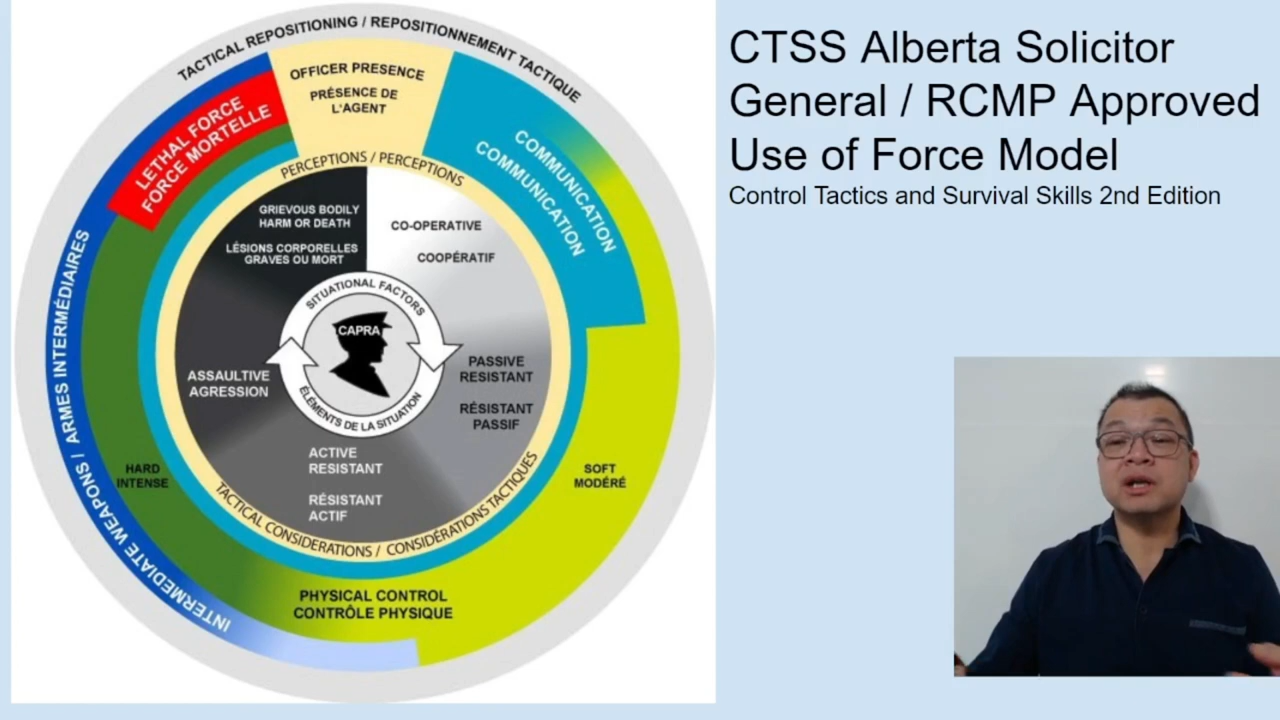 TACTICAL REPOSITIONING / REPOSITIONNEMENT TACTIQUE
OFFICER PRESENCE
PRÉSENCE DE
L'AGENT
LETHAL FORCE
FORCE MORTELLE
COMMUNICATION
COMMUNICATION
PERCEPTIONS / PERCEPTIONS
GRIEVOUS BODILY
HARM OR DEATH
LÉSIONS CORPORELLES
GRAVES OU MORT
CO-OPERATIVE
COOPÉRATIF
SITUATIONAL FACTORS
CAPRA
ÉLÉMENTS DE LA SITUATION
ASSAULTIVE
AGRESSION
PASSIVE
RESISTANT
RÉSISTANT
PASSIF
ACTIVE
RESISTANT
RÉSISTANT
ACTIF
TACTICAL CONSIDERATIONS / CONSIDÉRATIONS TACTIQUES
HARD
INTENSE
SOFT
MODÉRÉ
PHYSICAL CONTROL
CONTRÔLE PHYSIQUE
INTERMEDIATE WEAPONS / ARMES INTERMÉDIAIRES
CTSS Alberta Solicitor
General / RCMP Approved
Use of Force Model
Control Tactics and Survival Skills 2nd Edition